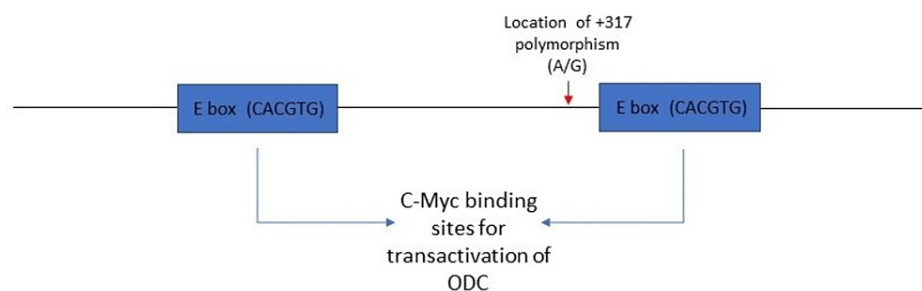 Location of +317
polymorphism
(A/G)
E box (CACGTG)
E box (CACGTG)
C-Myc binding
sites for
transactivation of
ODC